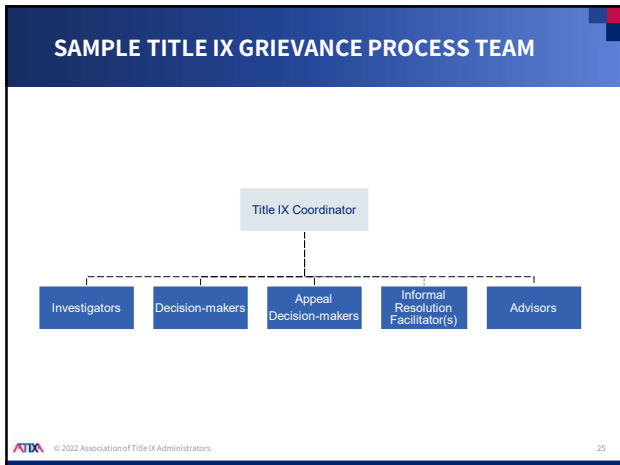 SAMPLE TITLE IX GRIEVANCE PROCESS TEAM
Title IX Coordinator
Investigators
Decision-makers
Appeal
Decision-makers
Informal
Resolution
Facilitator(s)
Advisors
ATIXA
© 2022 Association of Title IX Administrators
25